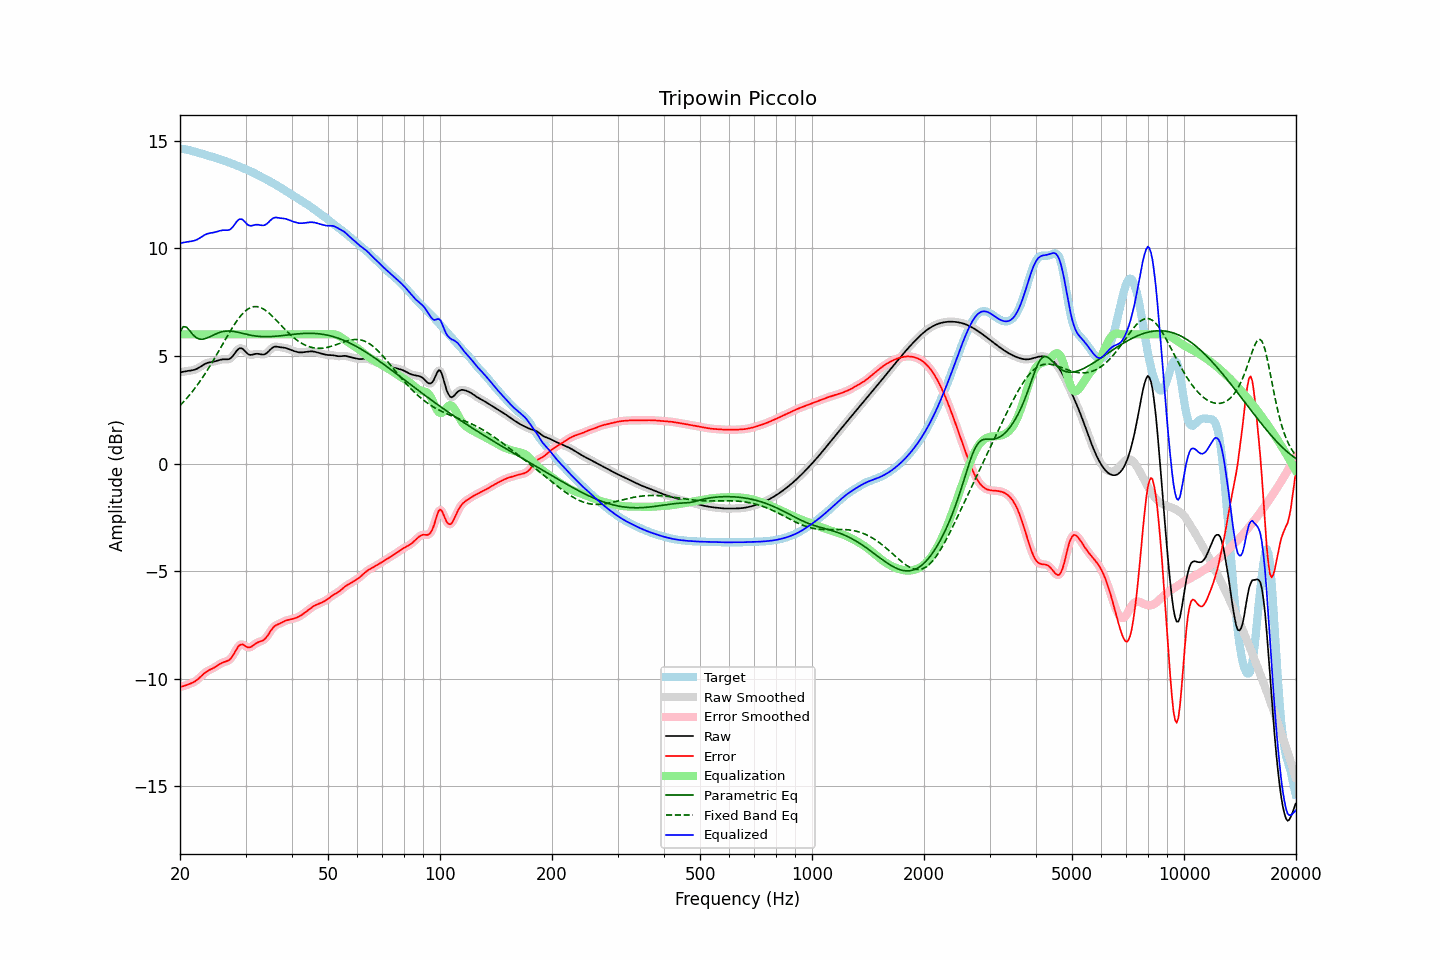 Tripowin Piccolo
Amplitude (dBr)
15
10
5
0
−5
−10
−15
Target
Raw Smoothed
Error Smoothed
Raw
Error
Equalization
Parametric Eq
Fixed Band Eq
Equalized
20 50 100 200 500 1000 2000 5000 10000 20000
Frequency (Hz)